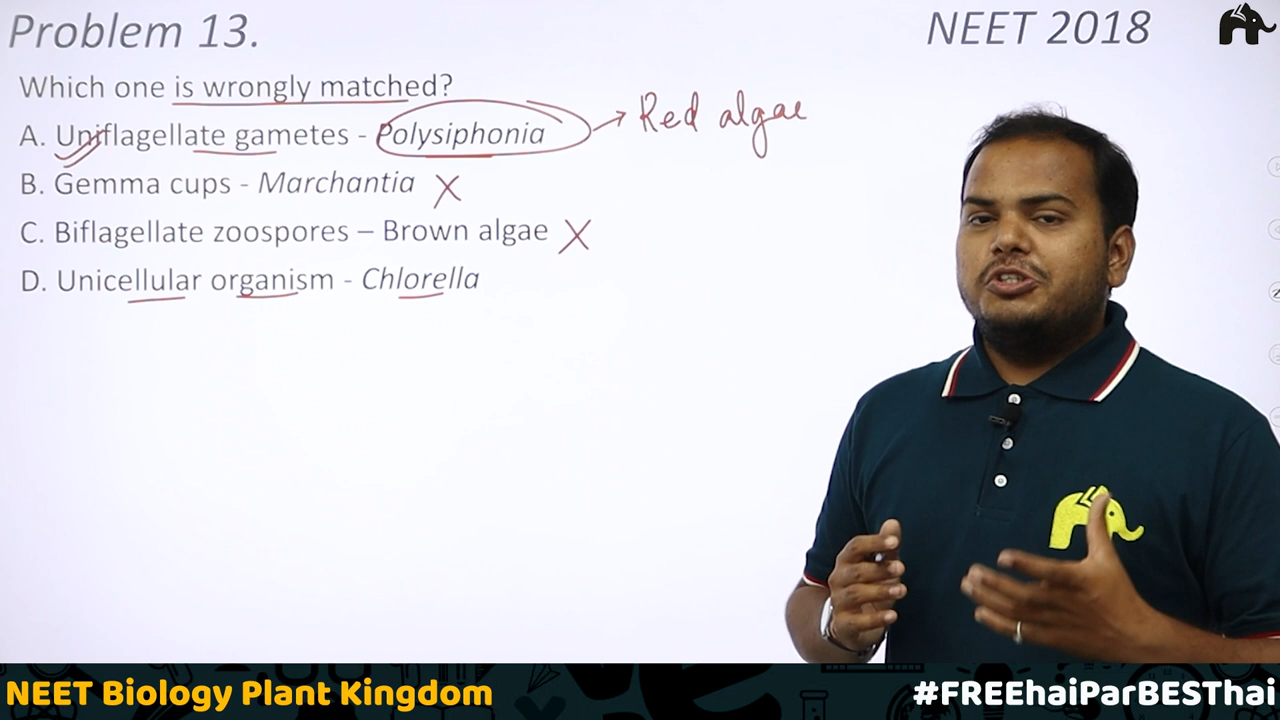 Problem 13.
NEET 2018
Which one is wrongly matched?
A. Uniflagellate gametes - Polysiphonia → Red algae
B. Gemma cups - Marchantia X
C. Biflagellate zoospores – Brown algae X
D. Unicellular organism - Chlorella
NEET Biology Plant Kingdom
#FREEhaiParBESThai